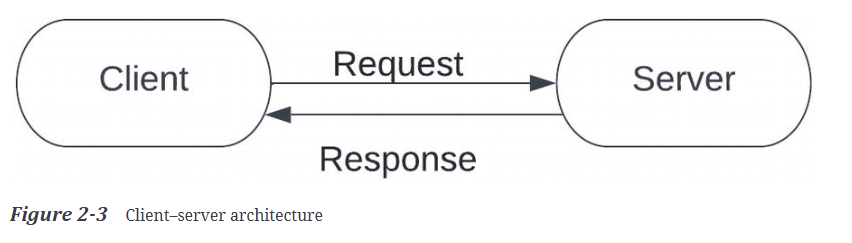 Client
Request
Server
Response
Figure 2-3 Client–server architecture